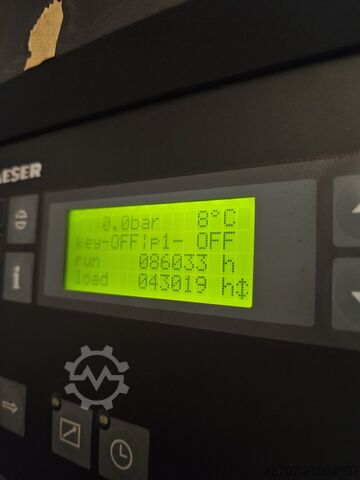 AESER
0.0bar 8°C
key-OFF¦p1- OFF
run 086033 h
load 043019 h↕